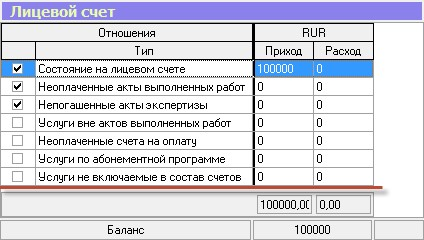 Лицевой счет
Отношения RUR
Тип Приход Расход
Состояние на лицевом счете 100000 0
Неоплаченные акты выполненных работ 0 0
Непогашенные акты экспертизы 0 0
Услуги вне актов выполненных работ 0 0
Неоплаченные счета на оплату 0 0
Услуги по абонементной программе 0 0
Услуги не включаемые в состав счетов 0 0
100000,00 0,00
Баланс 100000